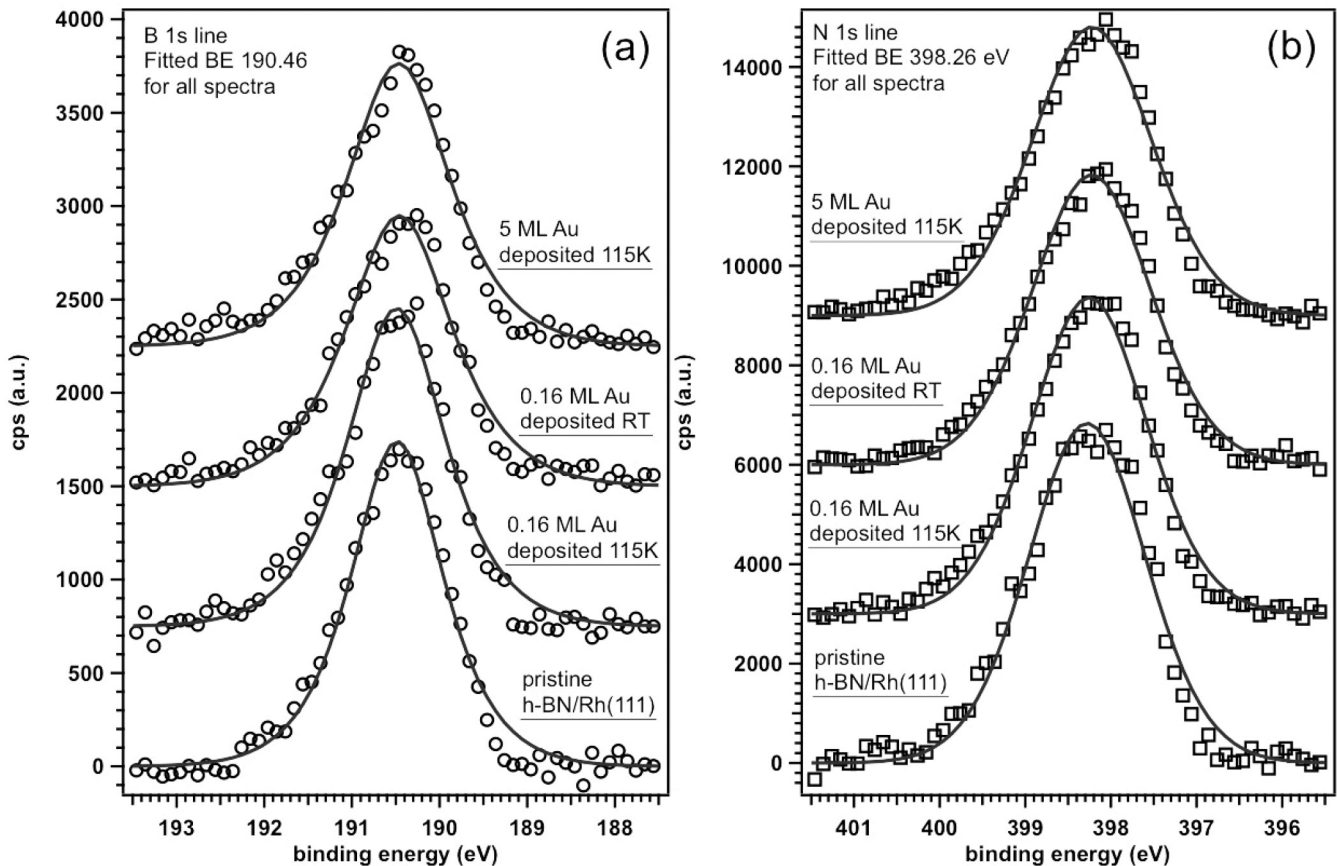 4000
3500
3000
2500
2000
1500
1000
500
0
cps (a.u.)
B 1s line
Fitted BE 190.46
for all spectra
(a)
5 ML Au
deposited 115K
0.16 ML Au
deposited RT
0.16 ML Au
deposited 115K
pristine
h-BN/Rh(111)
193 192 191 190 189 188
binding energy (eV)
14000
12000
10000
8000
6000
4000
2000
0
cps (a.u.)
N 1s line
Fitted BE 398.26 eV
for all spectra
(b)
5 ML Au
deposited 115K
0.16 ML Au
deposited RT
0.16 ML Au
deposited 115K
pristine
h-BN/Rh(111)
401 400 399 398 397 396
binding energy (eV)